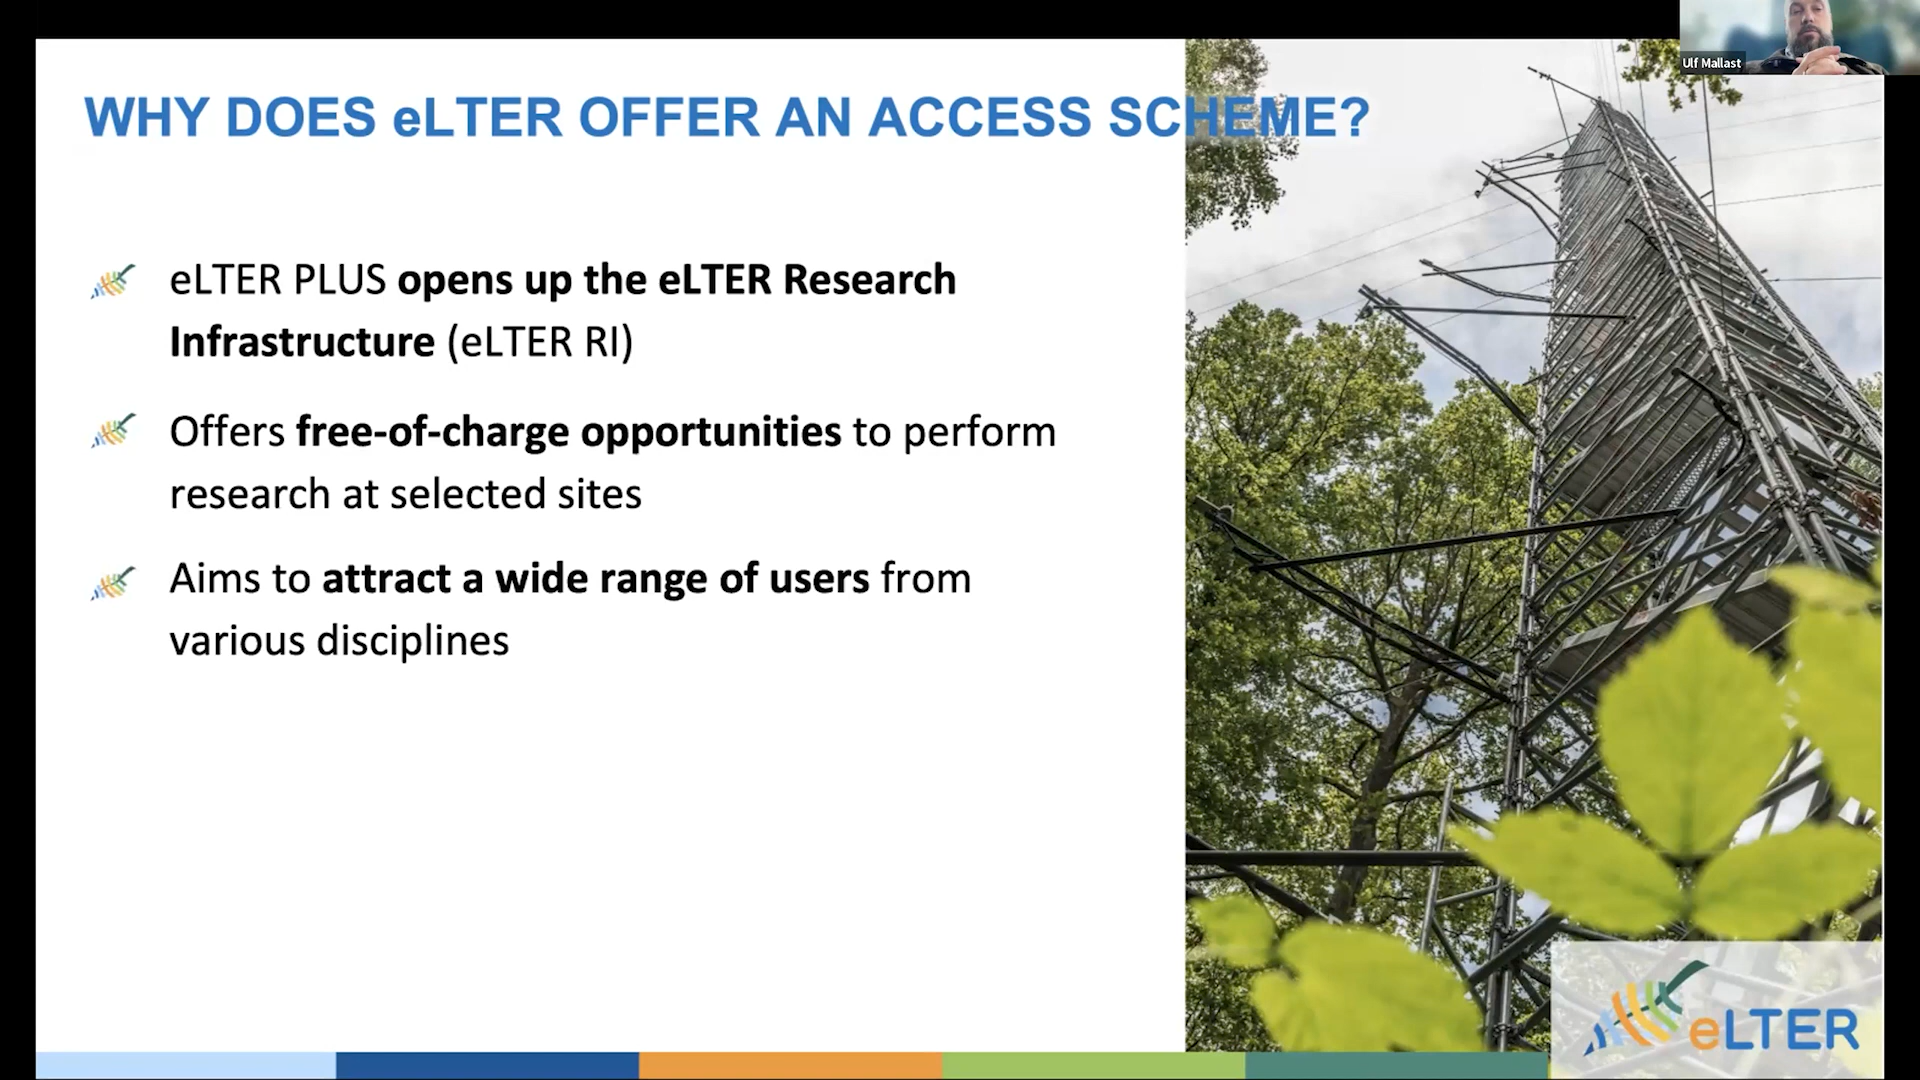 Ulf Mallast
WHY DOES eLTER OFFER AN ACCESS SCHEME?
eLTER PLUS opens up the eLTER Research
Infrastructure (eLTER RI)
Offers free-of-charge opportunities to perform
research at selected sites
Aims to attract a wide range of users from
various disciplines
eLTER